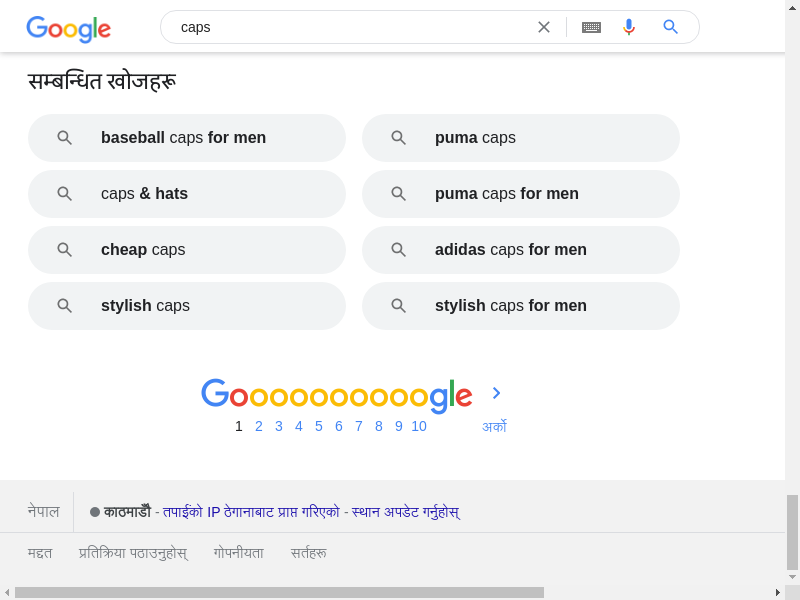 Google
caps
सम्बन्धित खोजहरू
baseball caps for men
puma caps
caps & hats
puma caps for men
cheap caps
adidas caps for men
stylish caps
stylish caps for men
Goooooooooogle
1 2 3 4 5 6 7 8 9 10 अर्को
नेपाल
काठमाडौँ - तपाईंको IP ठेगानाबाट प्राप्त गरिएको - स्थान अपडेट गर्नुहोस्
मद्दत प्रतिक्रिया पठाउनुहोस् गोपनीयता सर्तहरू